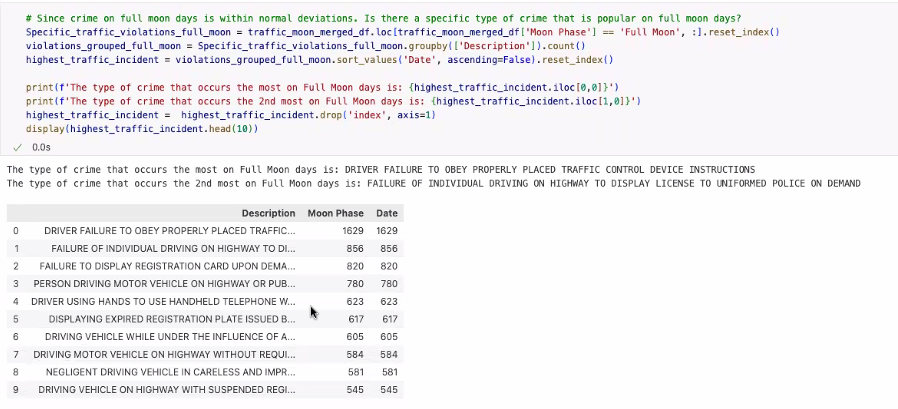 # Since crime on full moon days is within normal deviations. Is there a specific type of crime that is popular on full moon days?
Specific_traffic_violations_full_moon = traffic_moon_merged_df.loc[traffic_moon_merged_df['Moon Phase'] == 'Full Moon', :].reset_index()
violations_grouped_full_moon = Specific_traffic_violations_full_moon.groupby(['Description']).count()
highest_traffic_incident = violations_grouped_full_moon.sort_values('Date', ascending=False).reset_index()
print(f'The type of crime that occurs the most on Full Moon days is: {highest_traffic_incident.iloc[0,0]}')
print(f'The type of crime that occurs the 2nd most on Full Moon days is: {highest_traffic_incident.iloc[1,0]}')
highest_traffic_incident =  highest_traffic_incident.drop('index', axis=1)
display(highest_traffic_incident.head(10))
0.0s
The type of crime that occurs the most on Full Moon days is: DRIVER FAILURE TO OBEY PROPERLY PLACED TRAFFIC CONTROL DEVICE INSTRUCTIONS
The type of crime that occurs the 2nd most on Full Moon days is: FAILURE OF INDIVIDUAL DRIVING ON HIGHWAY TO DISPLAY LICENSE TO UNIFORMED POLICE ON DEMAND
Description Moon Phase Date
0 DRIVER FAILURE TO OBEY PROPERLY PLACED TRAFFIC... 1629 1629
1 FAILURE OF INDIVIDUAL DRIVING ON HIGHWAY TO DI... 856 856
2 FAILURE TO DISPLAY REGISTRATION CARD UPON DEMA... 820 820
3 PERSON DRIVING MOTOR VEHICLE ON HIGHWAY OR PUB... 780 780
4 DRIVER USING HANDS TO USE HANDHELD TELEPHONE W... 623 623
5 DISPLAYING EXPIRED REGISTRATION PLATE ISSUED B... 617 617
6 DRIVING VEHICLE WHILE UNDER THE INFLUENCE OF A... 605 605
7 DRIVING MOTOR VEHICLE ON HIGHWAY WITHOUT REQUI... 584 584
8 NEGLIGENT DRIVING VEHICLE IN CARELESS AND IMPR... 581 581
9 DRIVING VEHICLE ON HIGHWAY WITH SUSPENDED REGI... 545 545